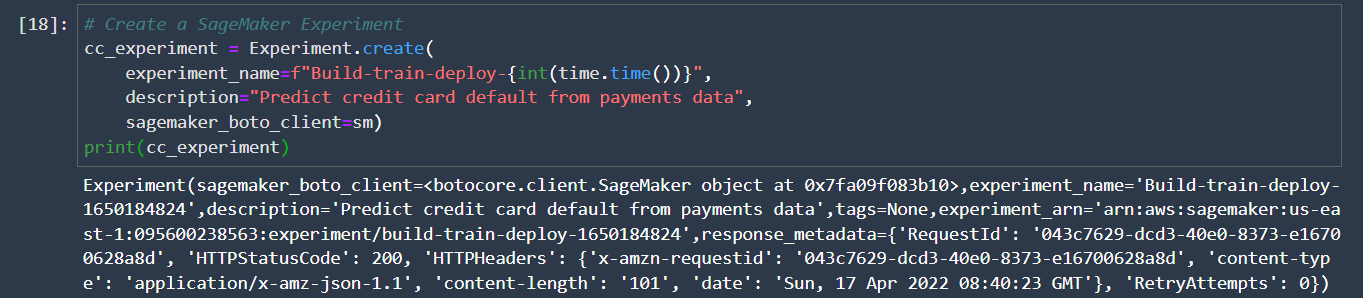 [18]: # Create a SageMaker Experiment
cc_experiment = Experiment.create(
    experiment_name=f"Build-train-deploy-{int(time.time())}",
    description="Predict credit card default from payments data",
    sagemaker_boto_client=sm)
print(cc_experiment)
Experiment(sagemaker_boto_client=<botocore.client.SageMaker object at 0x7fa09f083b10>,experiment_name='Build-train-deploy-
1650184824',description='Predict credit card default from payments data',tags=None,experiment_arn='arn:aws:sagemaker:us-ea
st-1:095600238563:experiment/build-train-deploy-1650184824',response_metadata={'RequestId': '043c7629-dcd3-40e0-8373-e1670
0628a8d', 'HTTPStatusCode': 200, 'HTTPHeaders': {'x-amzn-requestid': '043c7629-dcd3-40e0-8373-e16700628a8d', 'content-typ
e': 'application/x-amz-json-1.1', 'content-length': '101', 'date': 'Sun, 17 Apr 2022 08:40:23 GMT'}, 'RetryAttempts': 0})